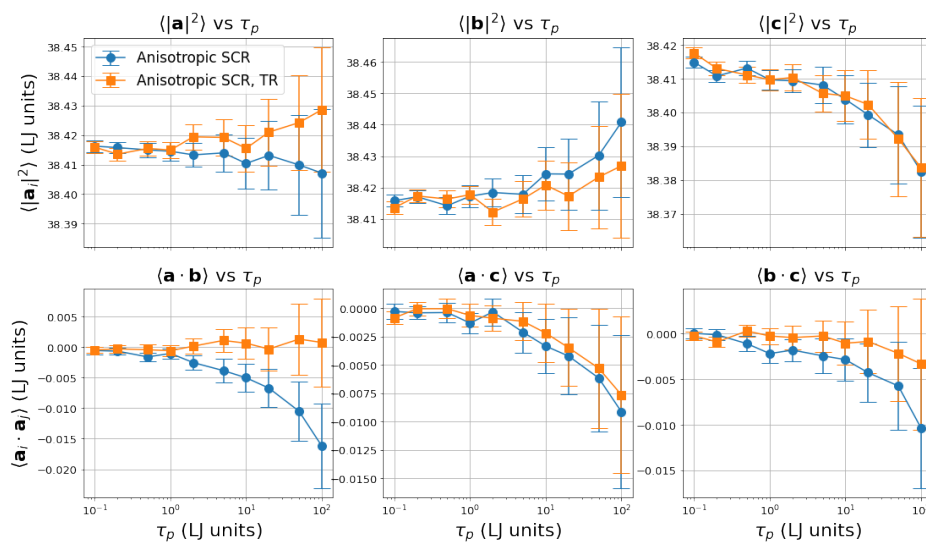 ⟨|a|²⟩ vs τp
⟨|b|²⟩ vs τp
⟨|c|²⟩ vs τp
Anisotropic SCR
Anisotropic SCR, TR
38.45
38.44
38.43
38.42
38.41
38.40
38.39
38.46
38.45
38.44
38.43
38.42
38.41
38.42
38.41
38.40
38.39
38.38
38.37
⟨|aᵢ|²⟩ (LJ units)
⟨a · b⟩ vs τp
⟨a · c⟩ vs τp
⟨b · c⟩ vs τp
0.005
0.000
−0.005
−0.010
−0.015
−0.020
0.0000
−0.0025
−0.0050
−0.0075
−0.0100
−0.0125
−0.0150
0.000
−0.005
−0.010
−0.015
⟨aᵢ · aⱼ⟩ (LJ units)
10⁻¹ 10⁰ 10¹ 10²
10⁻¹ 10⁰ 10¹ 10²
10⁻¹ 10⁰ 10¹ 10²
τp (LJ units)
τp (LJ units)
τp (LJ units)